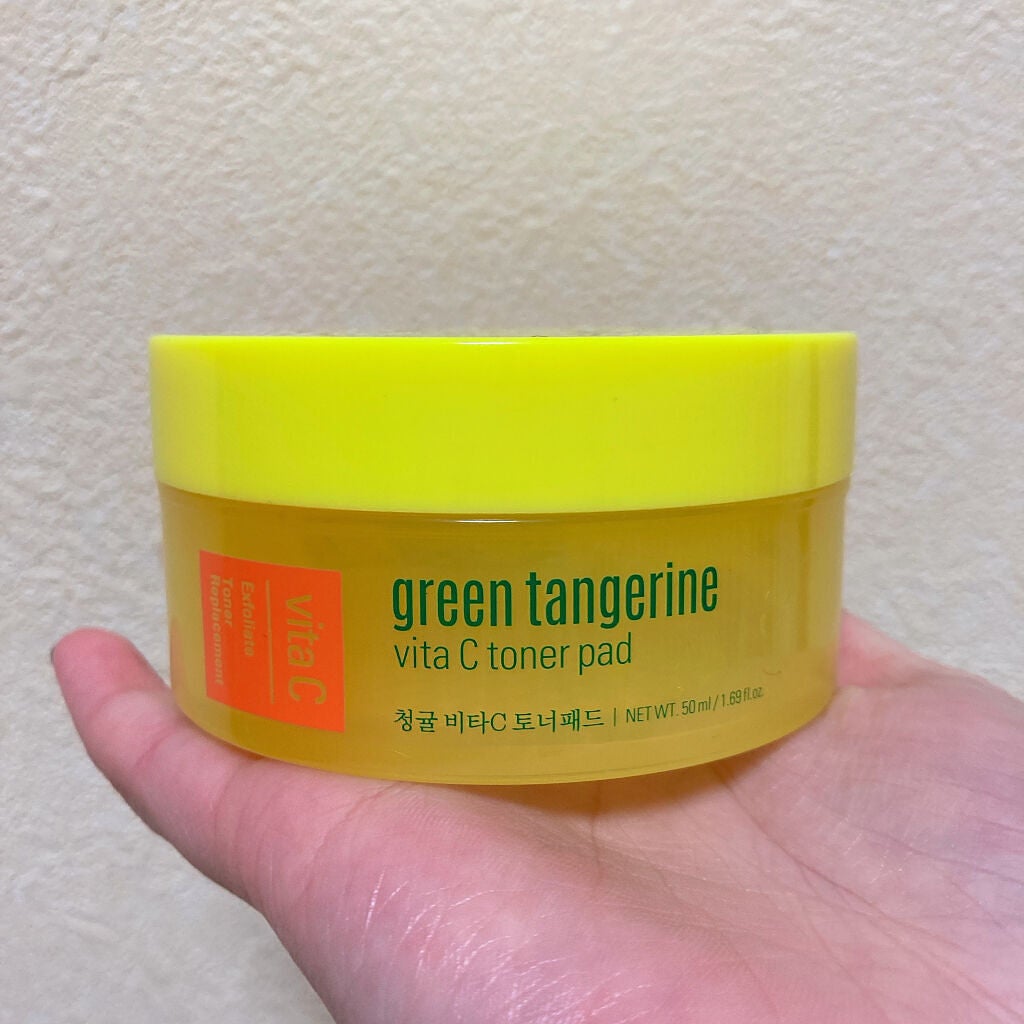 vita C
Exfoliate
Toner
Replacement
green tangerine
vita C toner pad
청귤 비타C 토너패드 | NET WT. 50 ml / 1.69 fl.oz.